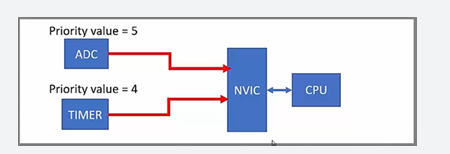 Priority value = 5
ADC
Priority value = 4
NVIC
CPU
TIMER